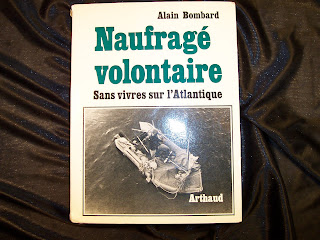 Alain Bombard
Naufragé
volontaire
Sans vivres sur l'Atlantique
Arthaud